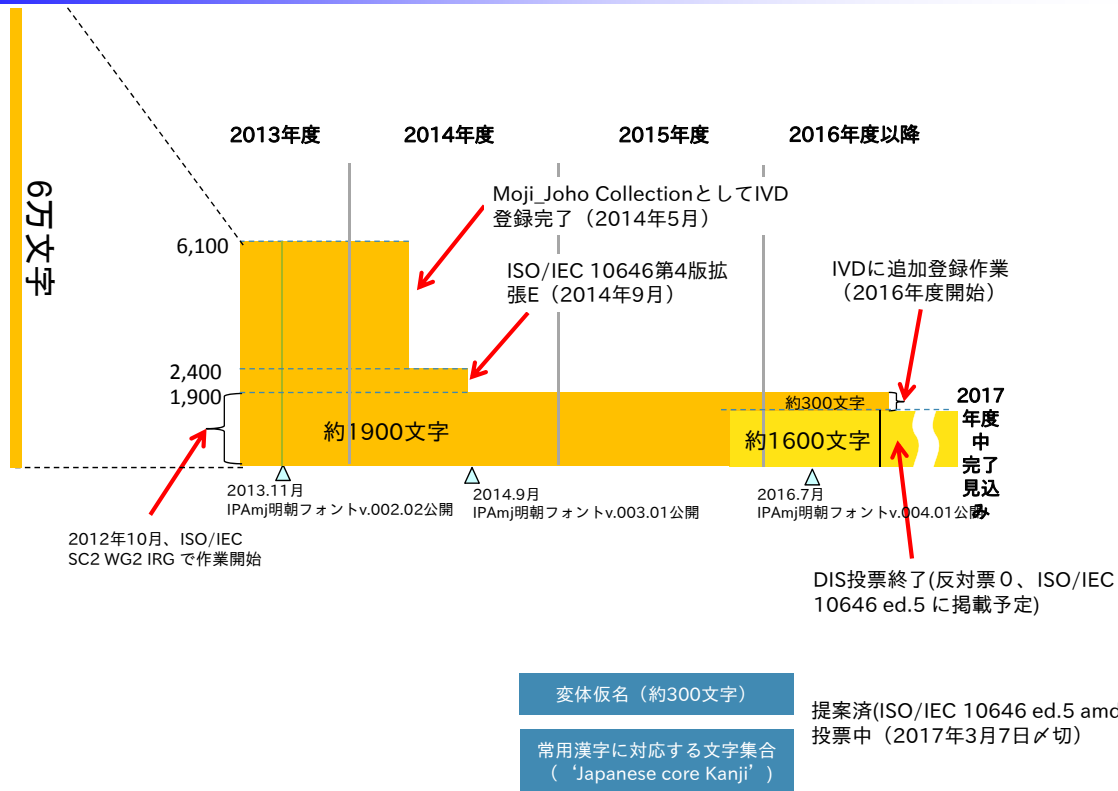 6万文字
2013年度
2014年度
2015年度
2016年度以降
Moji_Joho CollectionとしてIVD
登録完了（2014年5月）
6,100
ISO/IEC 10646第4版拡
張E（2014年9月）
IVDに追加登録作業
（2016年度開始）
2,400
1,900
約300文字
約1900文字
約1600文字
2017
年度
中
完了
見込
み
2013.11月
IPAmj明朝フォントv.002.02公開
2014.9月
IPAmj明朝フォントv.003.01公開
2016.7月
IPAmj明朝フォントv.004.01公開
2012年10月、ISO/IEC
SC2 WG2 IRG で作業開始
DIS投票終了(反対票０、ISO/IEC
10646 ed.5 に掲載予定)
変体仮名（約300文字）
常用漢字に対応する文字集合
（‘Japanese core Kanji’）
提案済(ISO/IEC 10646 ed.5 amd
投票中（2017年3月7日〆切）